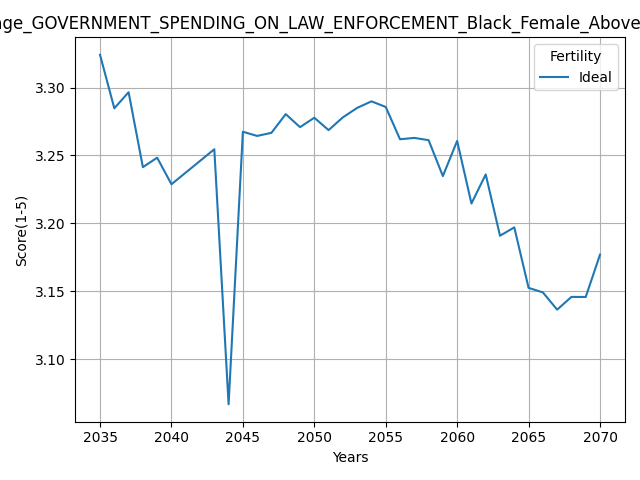 age_GOVERNMENT_SPENDING_ON_LAW_ENFORCEMENT_Black_Female_Above
Fertility
Ideal
3.30
3.25
3.20
3.15
3.10
Score(1-5)
2035 2040 2045 2050 2055 2060 2065 2070
Years